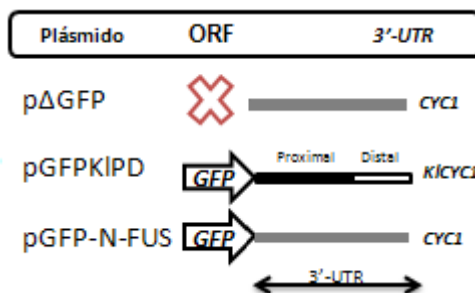 Plásmido ORF 3'-UTR
pΔGFP CYC1
pGFPKlPD GFP Proximal Distal KlCYC1
pGFP-N-FUS GFP CYC1
3'-UTR